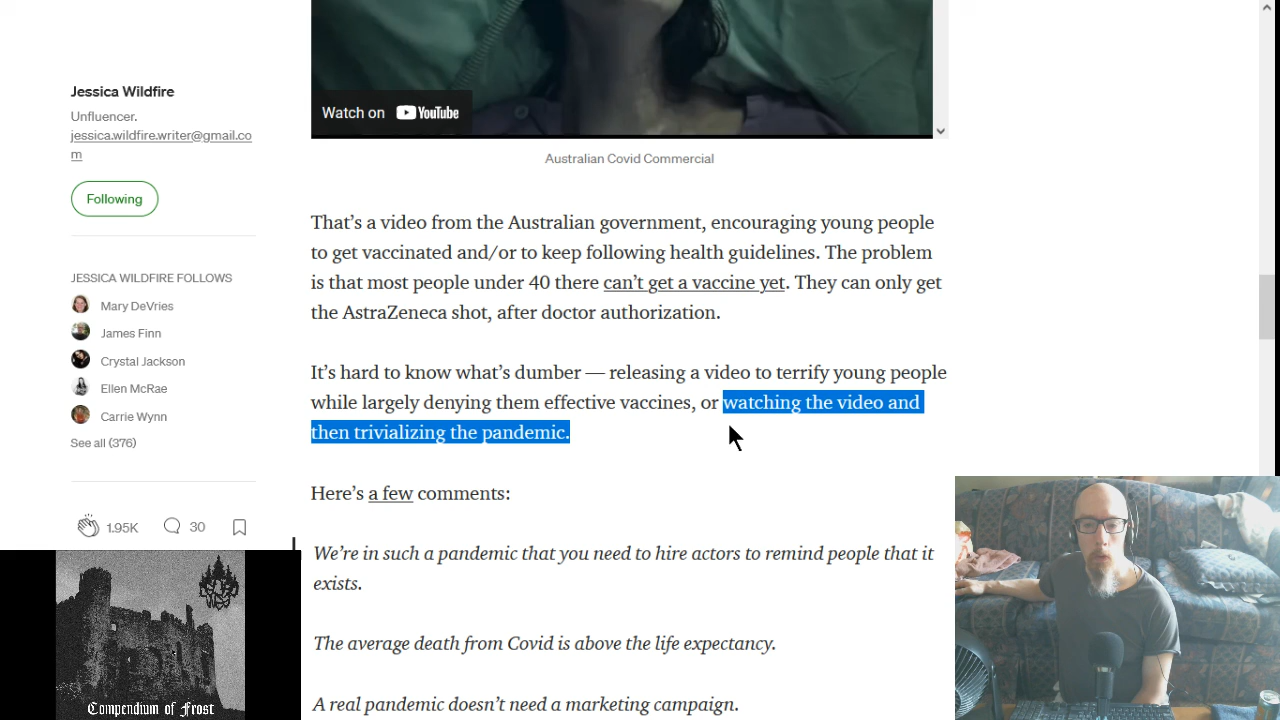 Watch on YouTube
Australian Covid Commercial
Jessica Wildfire
Unfluencer.
jessica.wildfire.writer@gmail.co
m
Following
JESSICA WILDFIRE FOLLOWS
Mary DeVries
James Finn
Crystal Jackson
Ellen McRae
Carrie Wynn
See all (376)
1.95K 30
That’s a video from the Australian government, encouraging young people
to get vaccinated and/or to keep following health guidelines. The problem
is that most people under 40 there can’t get a vaccine yet. They can only get
the AstraZeneca shot, after doctor authorization.
It’s hard to know what’s dumber — releasing a video to terrify young people
while largely denying them effective vaccines, or watching the video and
then trivializing the pandemic.
Here’s a few comments:
We’re in such a pandemic that you need to hire actors to remind people that it
exists.
The average death from Covid is above the life expectancy.
A real pandemic doesn’t need a marketing campaign.
Compendium of Frost